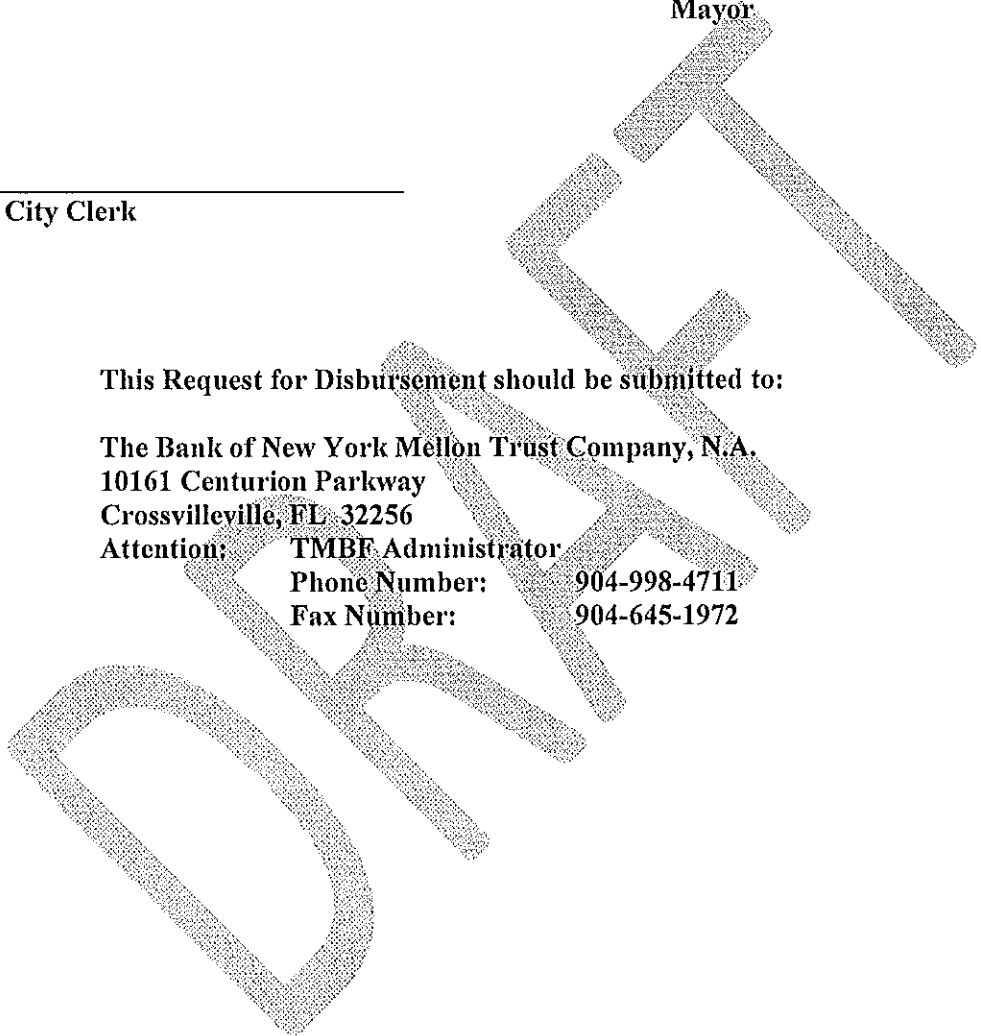 Mayor
City Clerk
This Request for Disbursement should be submitted to:
The Bank of New York Mellon Trust Company, N.A.
10161 Centurion Parkway
Crossvilleville, FL 32256
Attention: TMBF Administrator
Phone Number: 904-998-4711
Fax Number: 904-645-1972
DRAFT